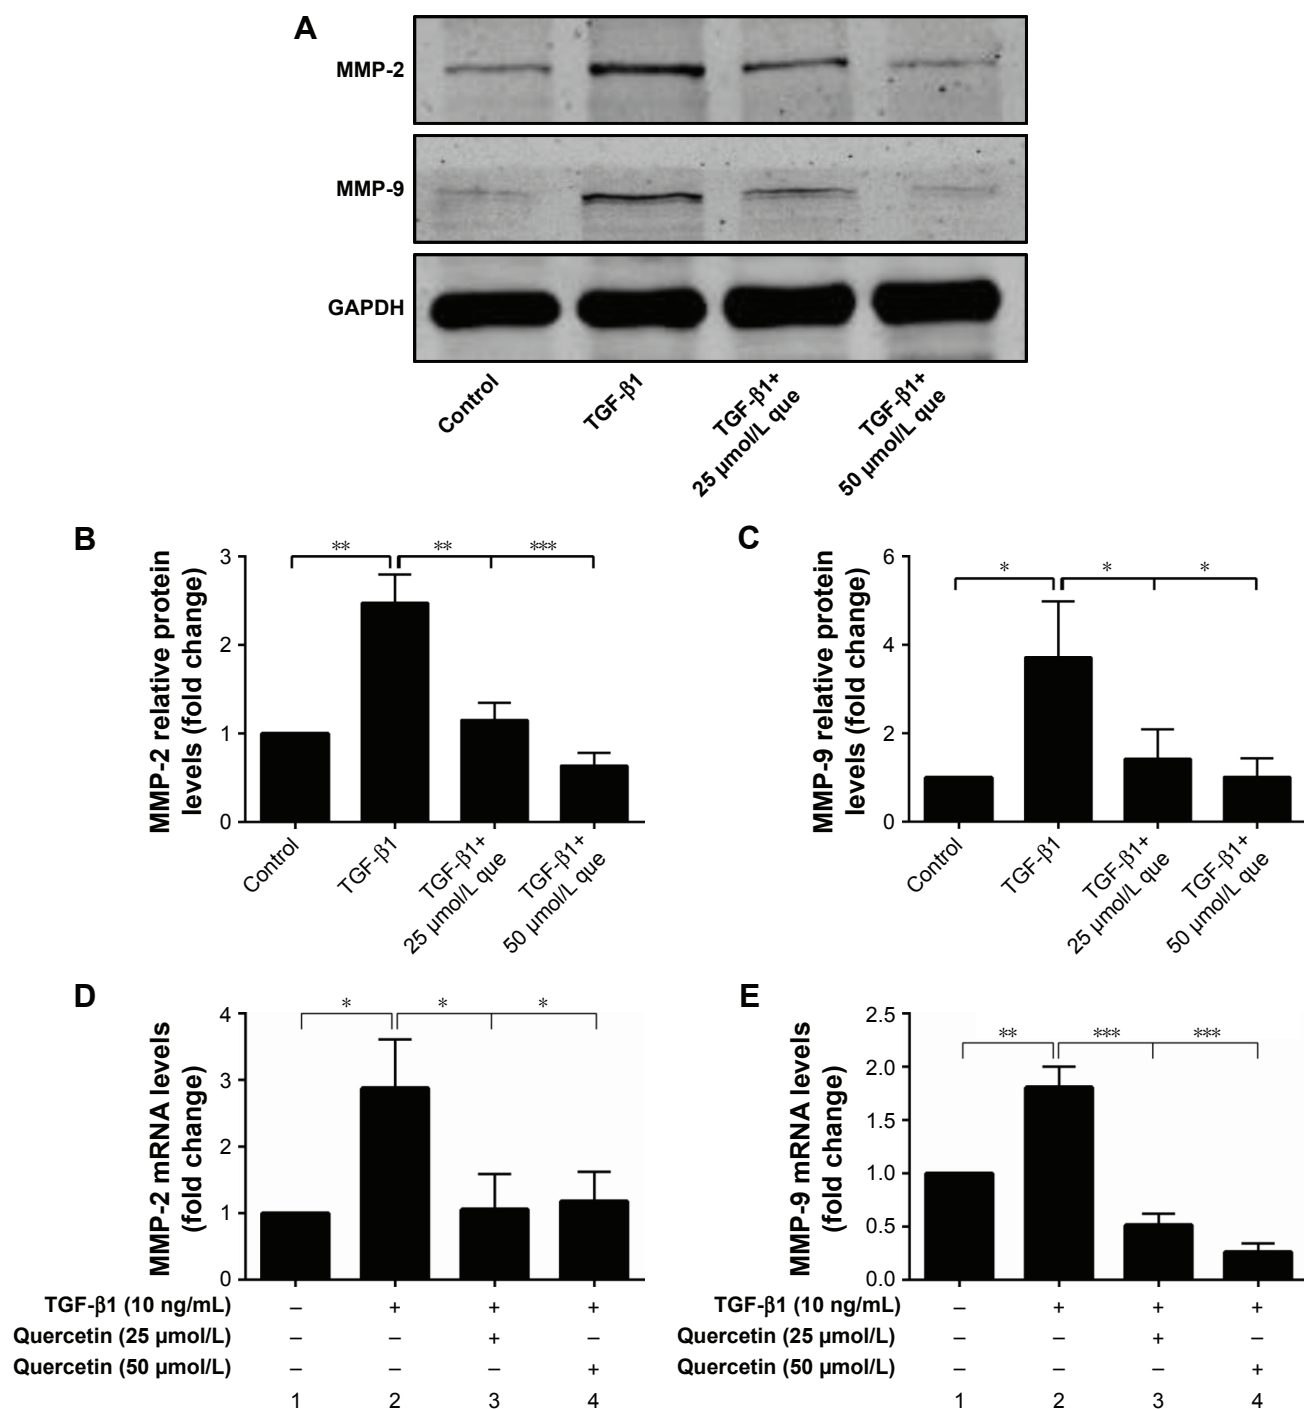 A
MMP-2
MMP-9
GAPDH
Control
TGF-β1
TGF-β1+
25 µmol/L que
TGF-β1+
50 µmol/L que
B
MMP-2 relative protein
levels (fold change)
3
2
1
0
**
**
***
Control
TGF-β1
TGF-β1+
25 µmol/L que
TGF-β1+
50 µmol/L que
C
MMP-9 relative protein
levels (fold change)
6
4
2
0
*
*
*
Control
TGF-β1
TGF-β1+
25 µmol/L que
TGF-β1+
50 µmol/L que
D
MMP-2 mRNA levels
(fold change)
4
3
2
1
0
*
*
*
TGF-β1 (10 ng/mL) – + + +
Quercetin (25 µmol/L) – – + –
Quercetin (50 µmol/L) – – – +
1 2 3 4
E
MMP-9 mRNA levels
(fold change)
2.5
2.0
1.5
1.0
0.5
0.0
**
***
***
TGF-β1 (10 ng/mL) – + + +
Quercetin (25 µmol/L) – – + –
Quercetin (50 µmol/L) – – – +
1 2 3 4